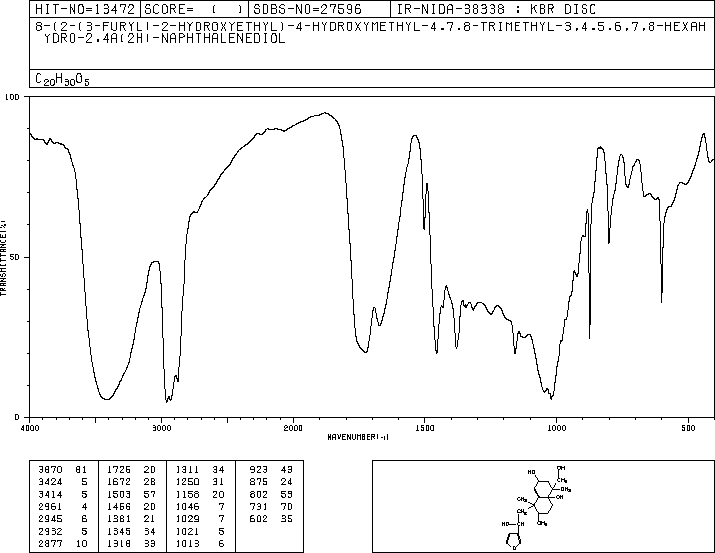 HIT-NO=13472 SCORE= ( ) SDBS-NO=27596 IR-NIDA-38338 : KBR DISC
8-(2-(3-FURYL)-2-HYDROXYETHYL)-4-HYDROXYMETHYL-4,7,8-TRIMETHYL-3,4,5,6,7,8-HEXAH
YDRO-2,4A(2H)-NAPHTHALENEDIOL
C20H30O5
100
50
0
TRANSMITTANCE(%)
4000 3000 2000 1500 1000 500
WAVENUMBER(-1)
3870 81 1726 20 1311 34 923 43
3424 5 1672 28 1250 31 875 24
3414 5 1503 57 1158 20 802 53
2961 4 1456 20 1046 7 731 70
2945 6 1381 21 1029 7 602 35
2932 5 1345 34 1021 5
2877 10 1318 33 1013 6
HO
OH
CH3
HO
CH3
HO
CH3
O